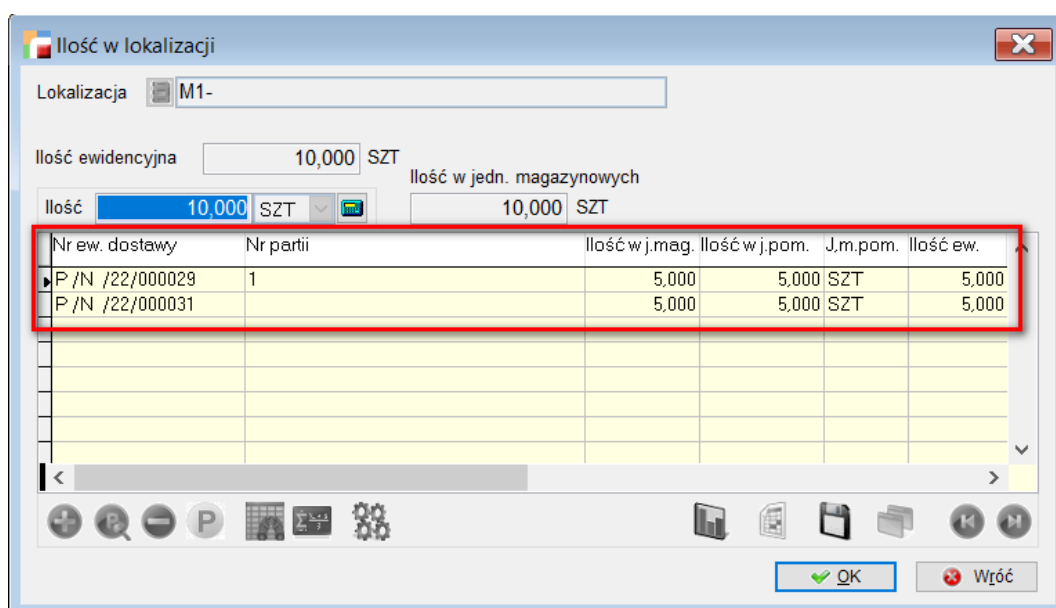 Ilość w lokalizacji
Lokalizacja M1-
Ilość ewidencyjna 10,000 SZT
Ilość w jedn. magazynowych
Ilość 10,000 SZT 10,000 SZT
Nr ew. dostawy Nr partii Ilość w j.mag. Ilość w j.pom. J,m.pom. Ilość ew.
P /N /22/000029 1 5,000 5,000 SZT 5,000
P /N /22/000031 5,000 5,000 SZT 5,000
P
OK Wróć